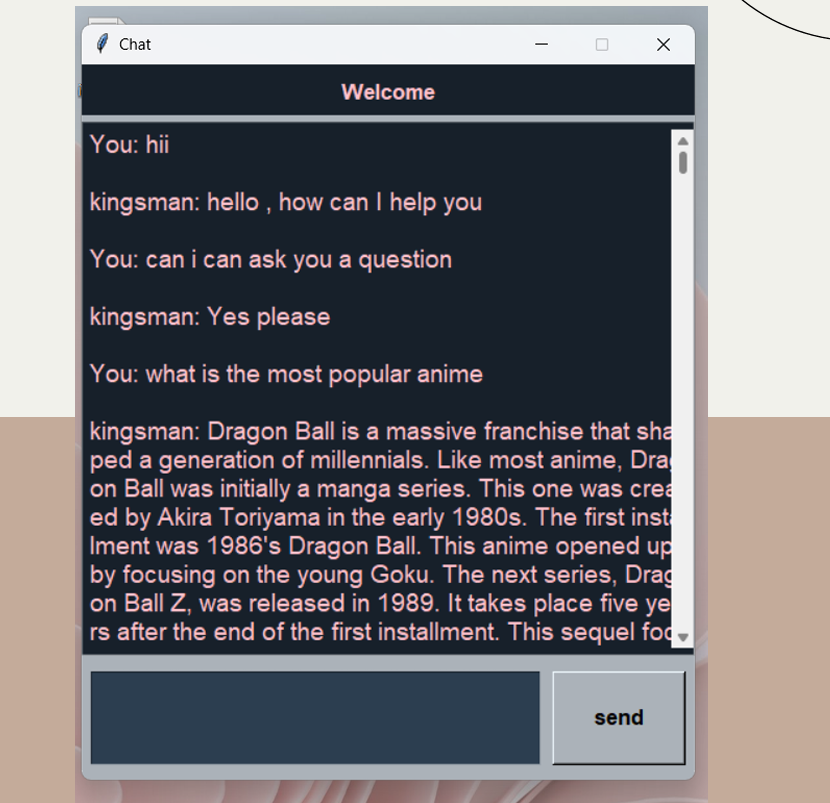 Chat
Welcome
You: hii
kingsman: hello , how can I help you
You: can i can ask you a question
kingsman: Yes please
You: what is the most popular anime
kingsman: Dragon Ball is a massive franchise that sha
ped a generation of millennials. Like most anime, Drag
on Ball was initially a manga series. This one was crea
ed by Akira Toriyama in the early 1980s. The first insta
lment was 1986's Dragon Ball. This anime opened up
by focusing on the young Goku. The next series, Drag
on Ball Z, was released in 1989. It takes place five ye
rs after the end of the first installment. This sequel foc
send